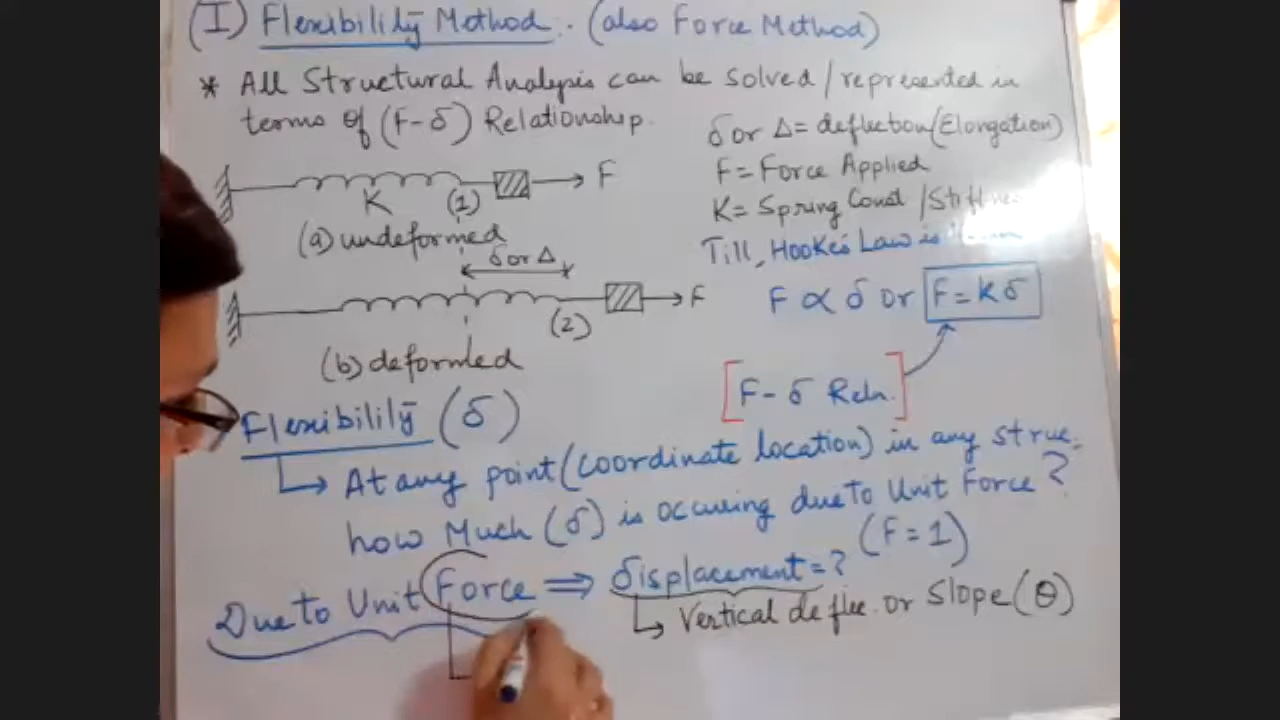 (I) Flexibility Method. (also Force Method)
* All Structural Analysis can be solved/represented in
terms of (F-δ) Relationship.
δ or Δ = deflection (Elongation)
F = Force Applied
K = Spring Const /Stiffness
Till, Hooke's Law is
F ∝ δ or F = Kδ
[F - δ Reln.]
K (1) F
(a) undeformed
δ or Δ
(2) F
(b) deformed
Flexibility (δ)
At any point (coordinate location) in any struc.
how Much (δ) is occuring due to Unit Force?
(F = 1)
Due to Unit Force ⇒ displacement = ?
Vertical deflec. or Slope (θ)